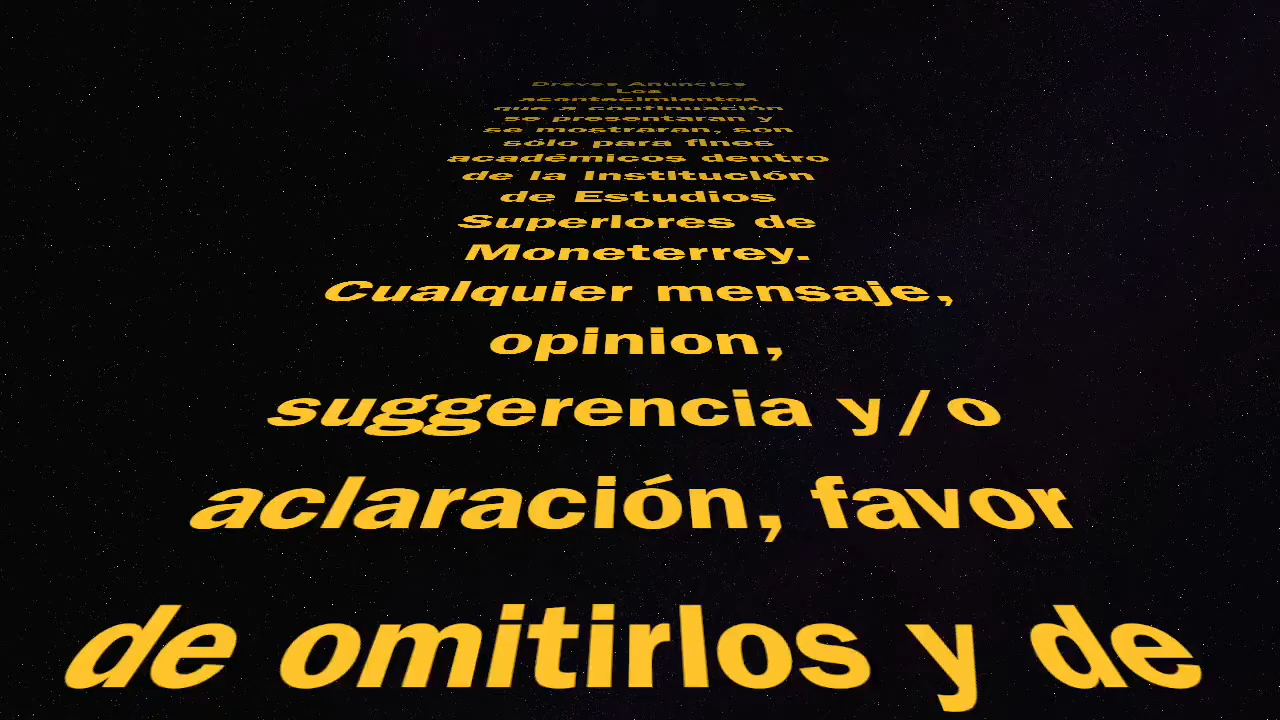 Breves Anuncios
Los
acontecimientos
que a continuación
se presentaran y
se mostraran, son
sólo para fines
académicos dentro
de la Institución
de Estudios
Superiores de
Moneterrey.
Cualquier mensaje,
opinion,
suggerencia y/o
aclaración, favor
de omitirlos y de